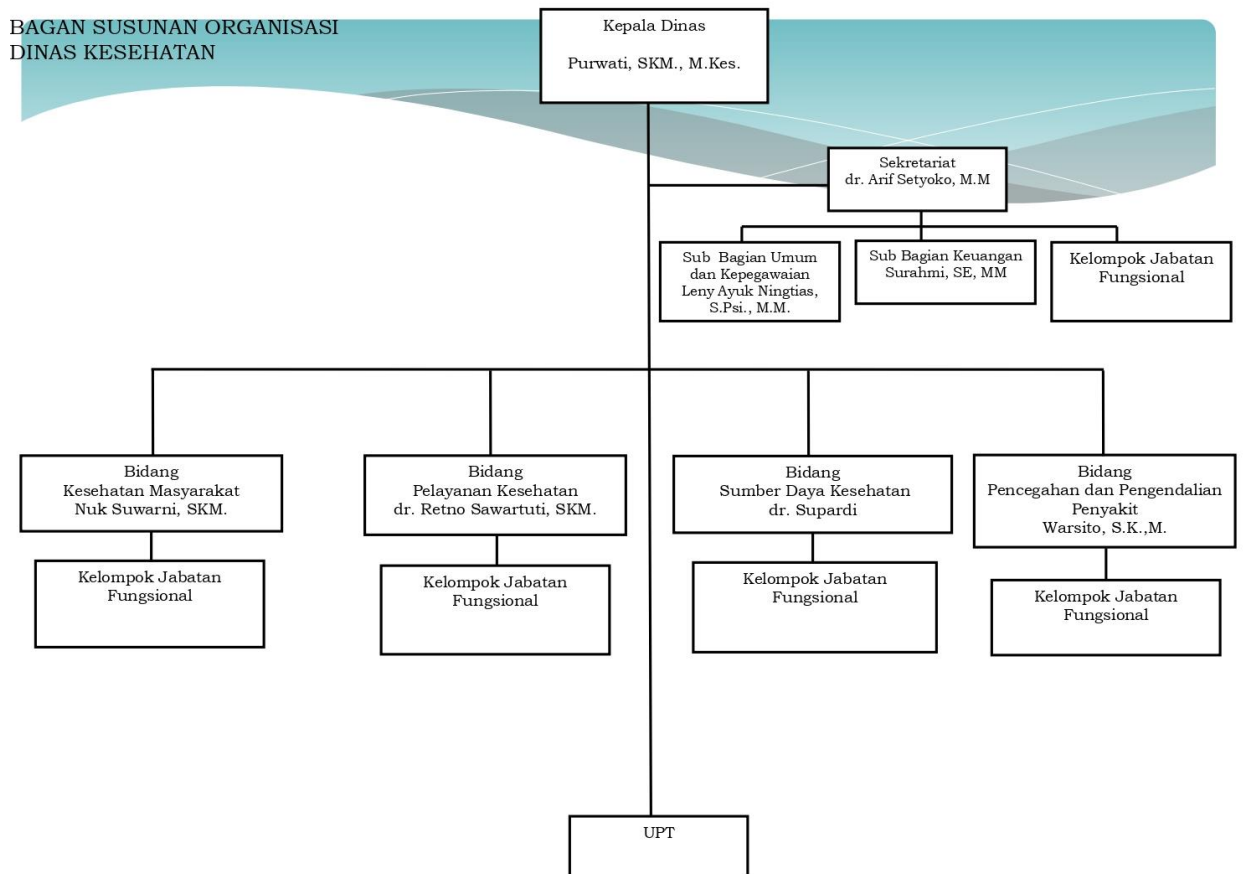 BAGAN SUSUNAN ORGANISASI
DINAS KESEHATAN
Kepala Dinas
Purwati, SKM., M.Kes.
Sekretariat
dr. Arif Setyoko, M.M
Sub Bagian Umum
dan Kepegawaian
Leny Ayuk Ningtias,
S.Psi., M.M.
Sub Bagian Keuangan
Surahmi, SE, MM
Kelompok Jabatan
Fungsional
Bidang
Kesehatan Masyarakat
Nuk Suwarni, SKM.
Bidang
Pelayanan Kesehatan
dr. Retno Sawartuti, SKM.
Bidang
Sumber Daya Kesehatan
dr. Supardi
Bidang
Pencegahan dan Pengendalian
Penyakit
Warsito, S.K.,M.
Kelompok Jabatan
Fungsional
Kelompok Jabatan
Fungsional
Kelompok Jabatan
Fungsional
Kelompok Jabatan
Fungsional
UPT